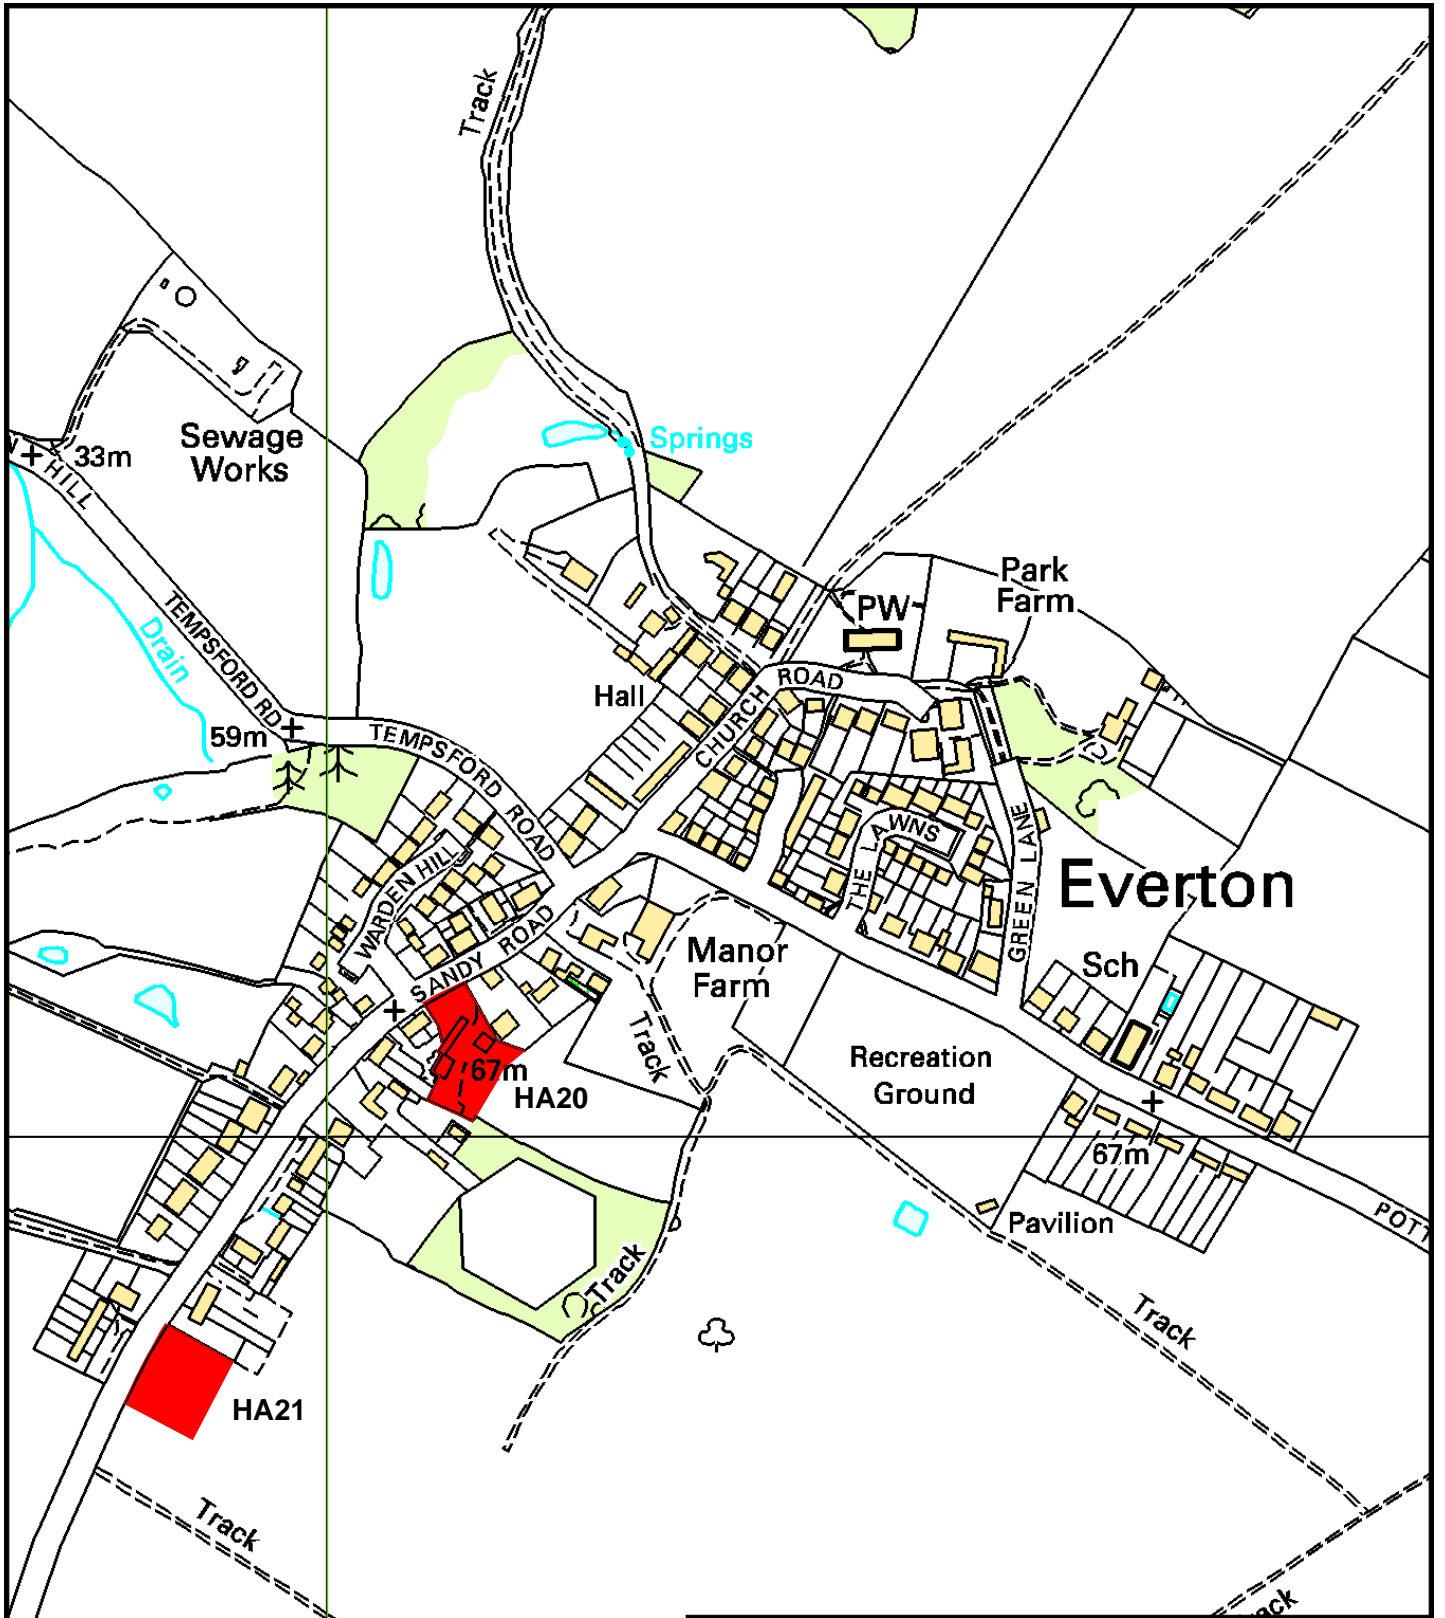 Track
Springs
Sewage
Works
33m
HILL
TEMPSFORD RD
Drain
59m
TEMPSFORD ROAD
Park
Farm
PW
Hall
CHURCH ROAD
THE LAWNS
GREEN LANE
Everton
WARDEN HILL
SANDY ROAD
Manor
Farm
Sch
Track
Recreation
Ground
67m
HA20
67m
Pavilion
POTT
Track
Track
HA21
Track
ack